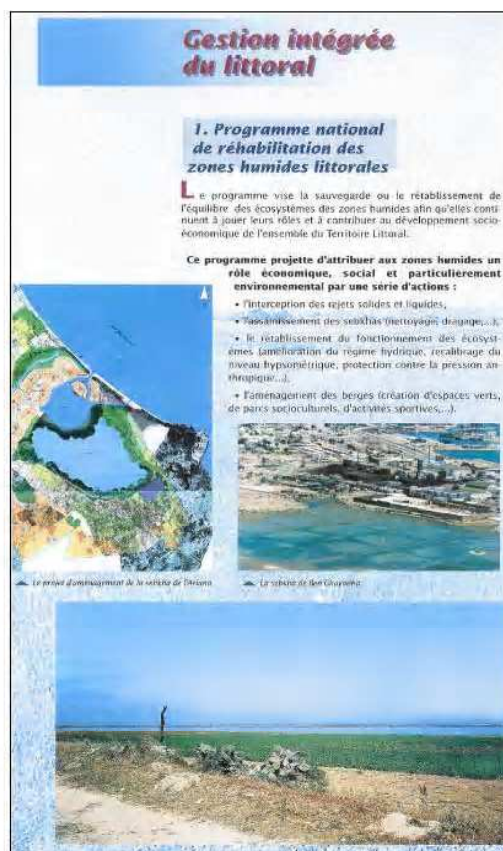 Gestion intégrée
du littoral
1. Programme national
de réhabilitation des
zones humides littorales
Le programme vise la sauvegarde ou le rétablissement de
l'équilibre des écosystèmes des zones humides afin qu'elles conti-
nuent à jouer leurs rôles et à contribuer au développement socio-
économique de l'ensemble du Territoire Littoral.
Ce programme projette d'attribuer aux zones humides un
rôle économique, social et particulièrement
environnemental par une série d'actions :
• l'interception des rejets solides et liquides,
• l'assainissement des sebkhas (nettoyage, dragage,...),
• le rétablissement du fonctionnement des écosyst-
èmes (amélioration du régime hydrique, recalibrage du
niveau hypsométrique, protection contre la pression an-
thropique...),
• l'aménagement des berges (création d'espaces verts,
de parcs socioculturels, d'activités sportives,...).
Le projet d'aménagement de la sebkha de l'Ariana
La sebkha de Ben